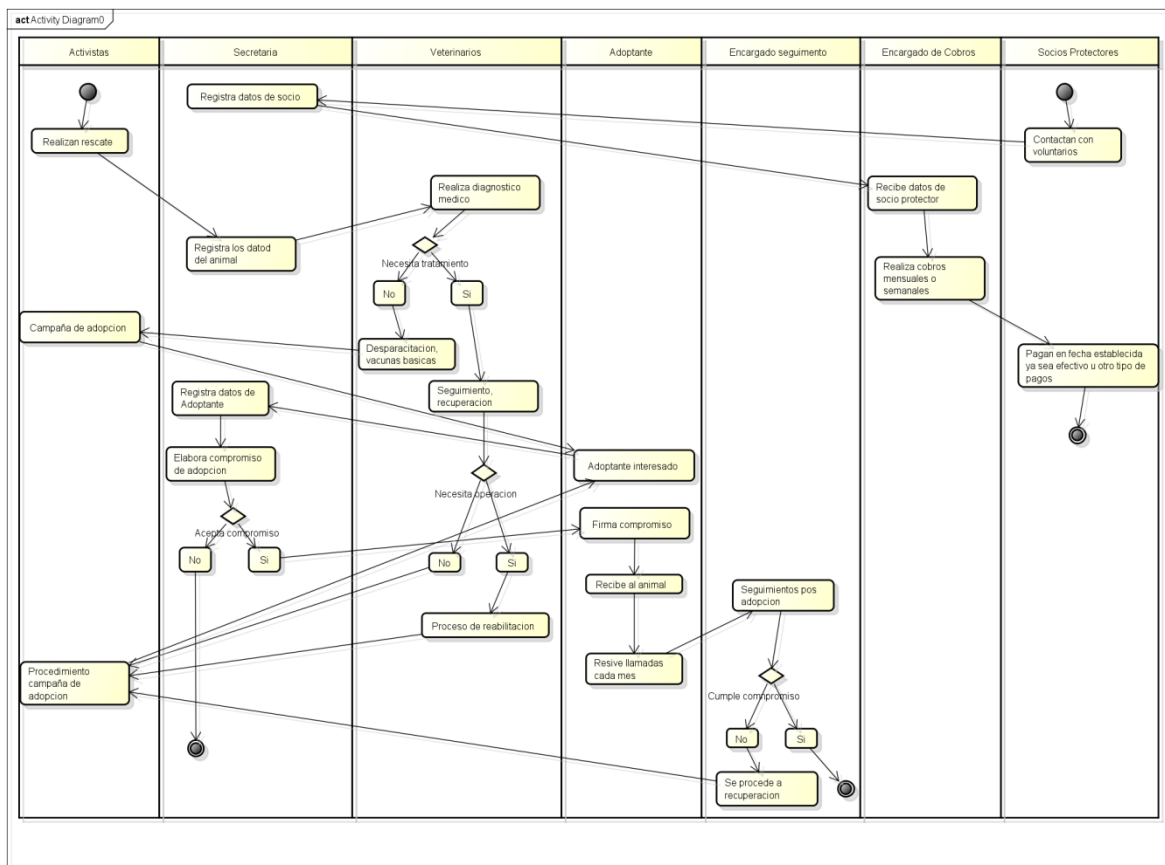 act Activity Diagram0
Activistas
Secretaria
Veterinarios
Adoptante
Encargado seguimento
Encargado de Cobros
Socios Protectores
Realizan rescate
Registra datos de socio
Contactan con
voluntarios
Realiza diagnostico
medico
Recibe datos de
socio protector
Registra los datod
del animal
Necesita tratamiento
No
Si
Realiza cobros
mensuales o
semanales
Campaña de adopcion
Desparacitacion,
vacunas basicas
Pagan en fecha establecida
ya sea efectivo u otro tipo de
pagos
Registra datos de
Adoptante
Seguimiento,
recuperacion
Elabora compromiso
de adopcion
Adoptante interesado
Necesita operacion
Acepta compromiso
No
Si
Firma compromiso
No
Si
Recibe al animal
Seguimientos pos
adopcion
Proceso de reabilitacion
Procedimiento
campaña de
adopcion
Resive llamadas
cada mes
Cumple comnpromiso
No
Si
Se procede a
recuperacion